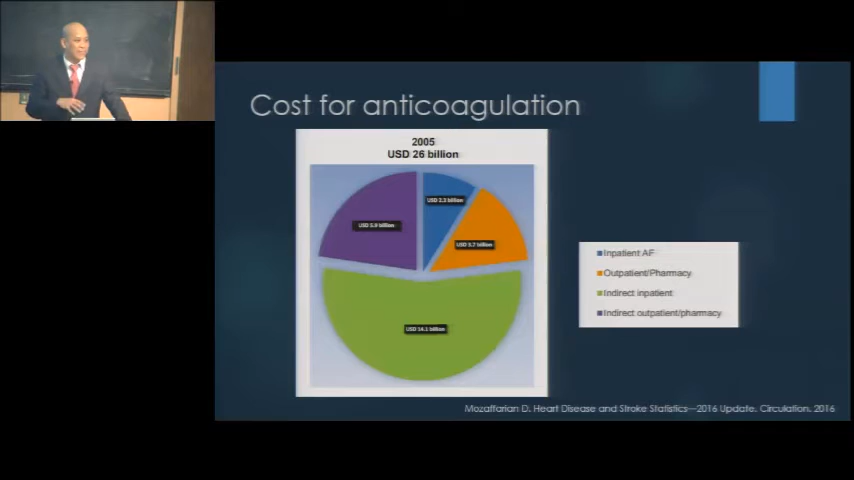 Cost for anticoagulation
2005
USD 26 billion
USD 2.3 billion
USD 5.9 billion
USD 3.7 billion
USD 14.1 billion
Inpatient AF
Outpatient/Pharmacy
Indirect inpatient
Indirect outpatient/pharmacy
Mozaffarian D. Heart Disease and Stroke Statistics—2016 Update. Circulation. 2016